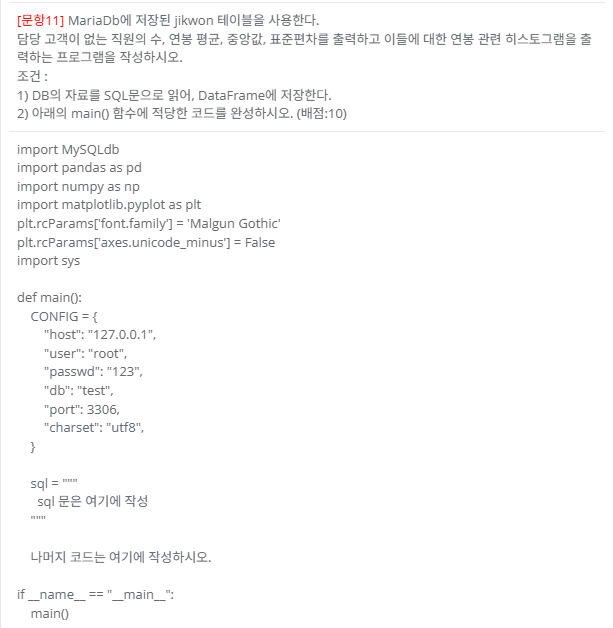 [문항11] MariaDb에 저장된 jikwon 테이블을 사용한다.
담당 고객이 없는 직원의 수, 연봉 평균, 중앙값, 표준편차를 출력하고 이들에 대한 연봉 관련 히스토그램을 출
력하는 프로그램을 작성하시오.
조건 :
1) DB의 자료를 SQL문으로 읽어, DataFrame에 저장한다.
2) 아래의 main() 함수에 적당한 코드를 완성하시오. (배점:10)
import MySQLdb
import pandas as pd
import numpy as np
import matplotlib.pyplot as plt
plt.rcParams['font.family'] = 'Malgun Gothic'
plt.rcParams['axes.unicode_minus'] = False
import sys
def main():
CONFIG = {
"host": "127.0.0.1",
"user": "root",
"passwd": "123",
"db": "test",
"port": 3306,
"charset": "utf8",
}
sql = """
sql 문은 여기에 작성
"""
나머지 코드는 여기에 작성하시오.
if __name__ == "__main__":
main()